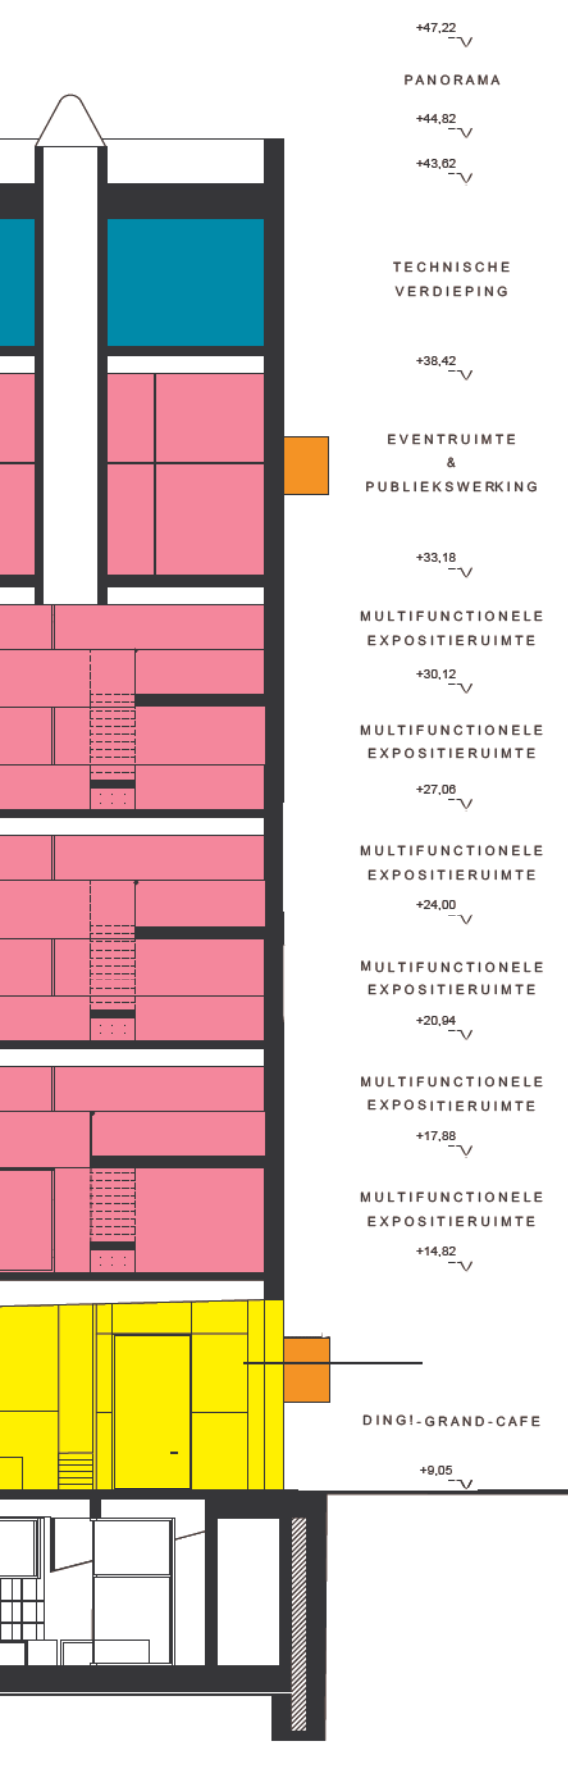 +47,22
PANORAMA
+44,82
+43,62
TECHNISCHE
VERDIEPING
+38,42
EVENTRUIMTE
&
PUBLIEKSWERKING
+33,18
MULTIFUNCTIONELE
EXPOSITIERUIMTE
+30,12
MULTIFUNCTIONELE
EXPOSITIERUIMTE
+27,06
MULTIFUNCTIONELE
EXPOSITIERUIMTE
+24,00
MULTIFUNCTIONELE
EXPOSITIERUIMTE
+20,94
MULTIFUNCTIONELE
EXPOSITIERUIMTE
+17,88
MULTIFUNCTIONELE
EXPOSITIERUIMTE
+14,82
DING!-GRAND-CAFE
+9,05